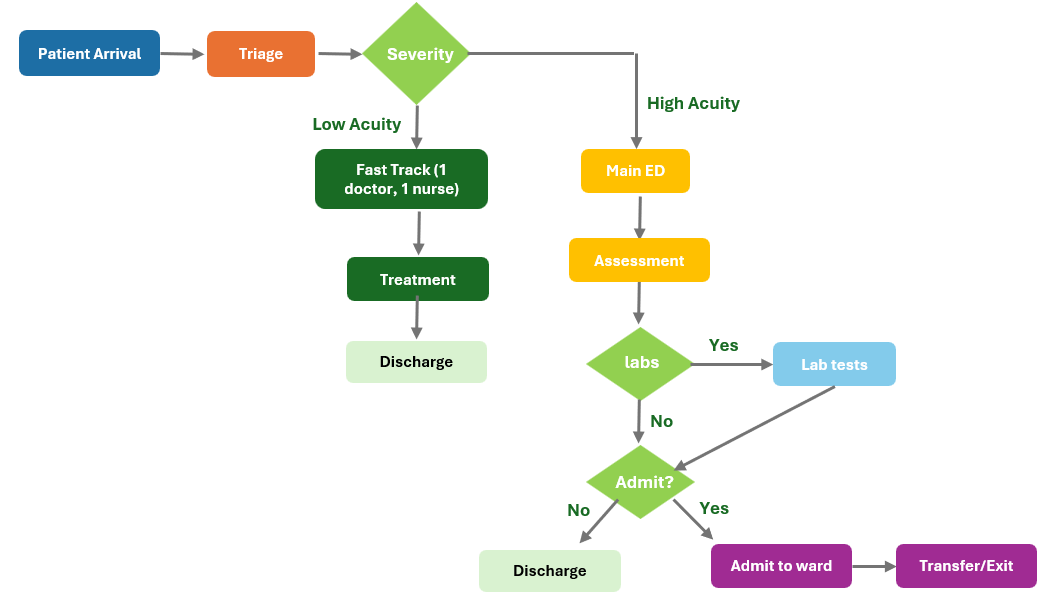 Patient Arrival
Triage
Severity
High Acuity
Low Acuity
Fast Track (1
doctor, 1 nurse)
Main ED
Assessment
Treatment
Discharge
labs
Yes
Lab tests
No
Admit?
No
Yes
Discharge
Admit to ward
Transfer/Exit